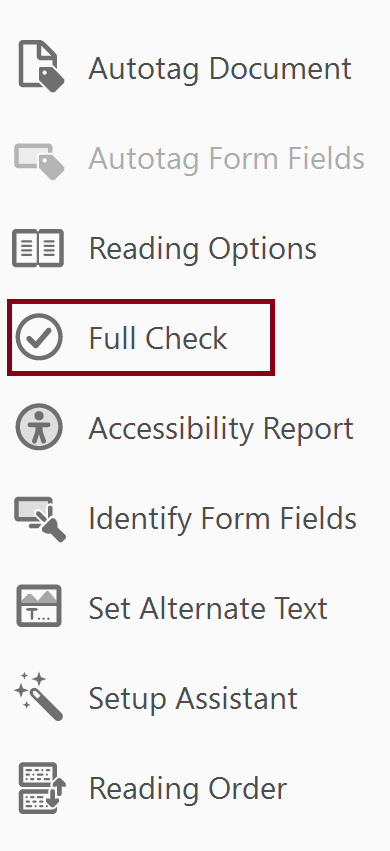 Autotag Document
Autotag Form Fields
Reading Options
Full Check
Accessibility Report
Identify Form Fields
T...
Set Alternate Text
Setup Assistant
Reading Order